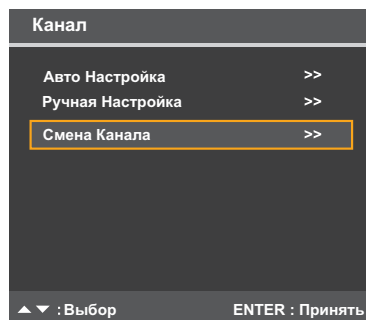 Канал
Авто Настройка >>
Ручная Настройка >>
Смена Канала >>
▲ ▼ : Выбор ENTER : Принять